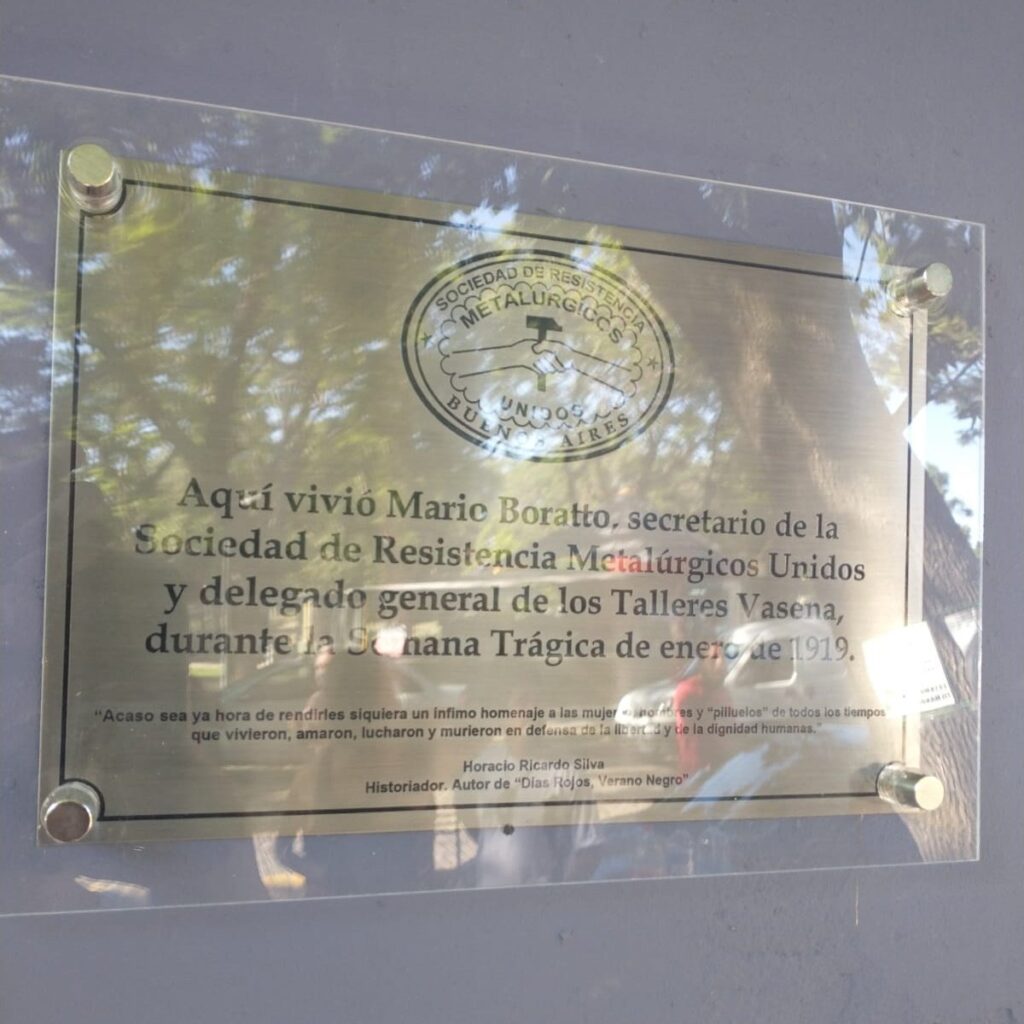 SOCIEDAD DE RESISTENCIA
METALURGICOS
UNIDOS
BUENOS AIRES
Aquí vivió Mario Boratto, secretario de la
Sociedad de Resistencia Metalúrgicos Unidos
y delegado general de los Talleres Vasena,
durante la Semana Trágica de enero de 1919.
“Acaso sea ya hora de rendirles siquiera un ínfimo homenaje a las mujeres, hombres y “pilluelos” de todos los tiempos
que vivieron, amaron, lucharon y murieron en defensa de la libertad y de la dignidad humanas.”
Horacio Ricardo Silva
Historiador. Autor de “Días Rojos, Verano Negro”